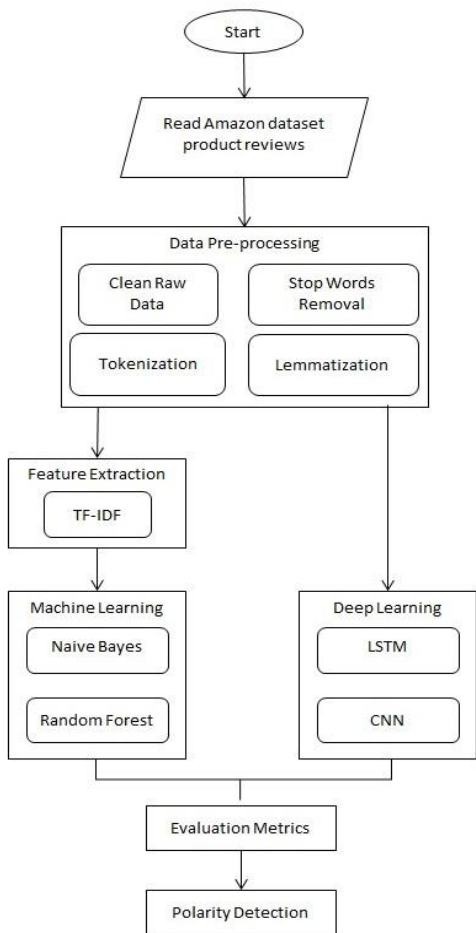 Start
Read Amazon dataset
product reviews
Data Pre-processing
Clean Raw
Data
Stop Words
Removal
Tokenization
Lemmatization
Feature Extraction
TF-IDF
Machine Learning
Naive Bayes
Random Forest
Deep Learning
LSTM
CNN
Evaluation Metrics
Polarity Detection